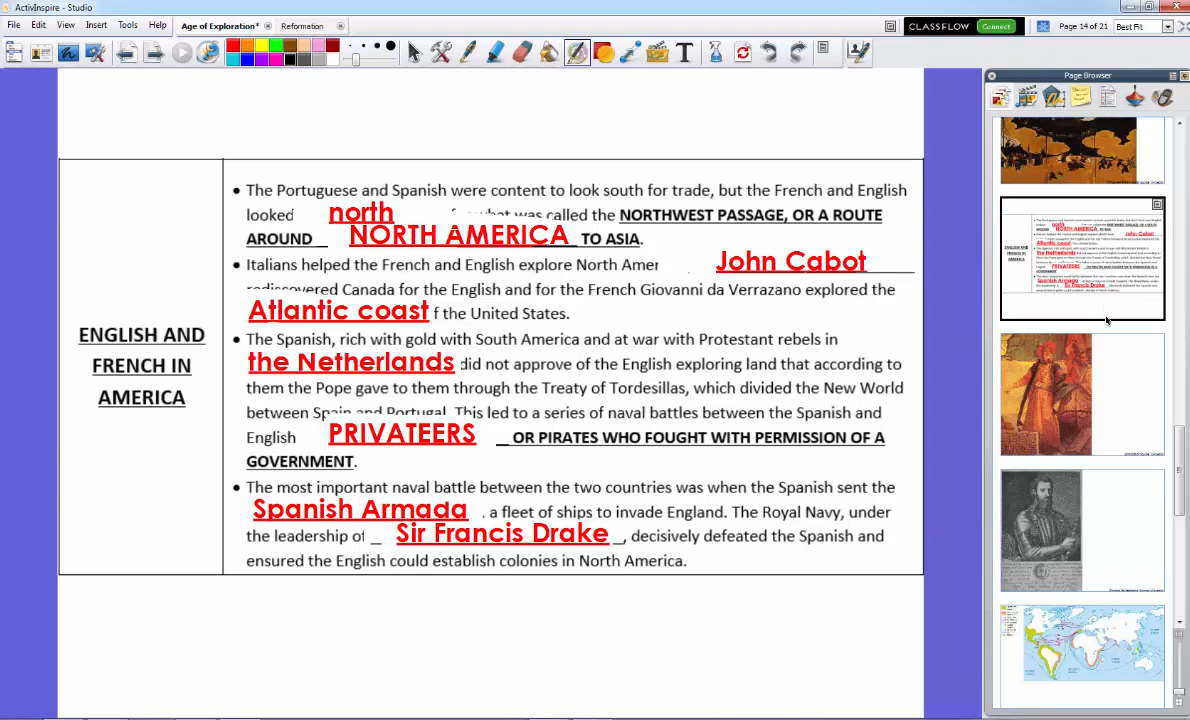 ActivInspire - Studio
File Edit View Insert Tools Help
Age of Exploration*
Reformation
CLASSFLOW Connect
Page 14 of 21
Best Fit
Page Browser
ENGLISH AND
FRENCH IN
AMERICA
• The Portuguese and Spanish were content to look south for trade, but the French and English
looked north what was called the NORTHWEST PASSAGE, OR A ROUTE
AROUND _ NORTH AMERICA _ TO ASIA.
• Italians helped the French and English explore North Amer John Cabot
rediscovered Canada for the English and for the French Giovanni da Verrazano explored the
Atlantic coast f the United States.
• The Spanish, rich with gold with South America and at war with Protestant rebels in
the Netherlands did not approve of the English exploring land that according to
them the Pope gave to them through the Treaty of Tordesillas, which divided the New World
between Spain and Portugal. This led to a series of naval battles between the Spanish and
English PRIVATEERS _ OR PIRATES WHO FOUGHT WITH PERMISSION OF A
GOVERNMENT.
• The most important naval battle between the two countries was when the Spanish sent the
Spanish Armada . a fleet of ships to invade England. The Royal Navy, under
the leadership of _ Sir Francis Drake _, decisively defeated the Spanish and
ensured the English could establish colonies in North America.